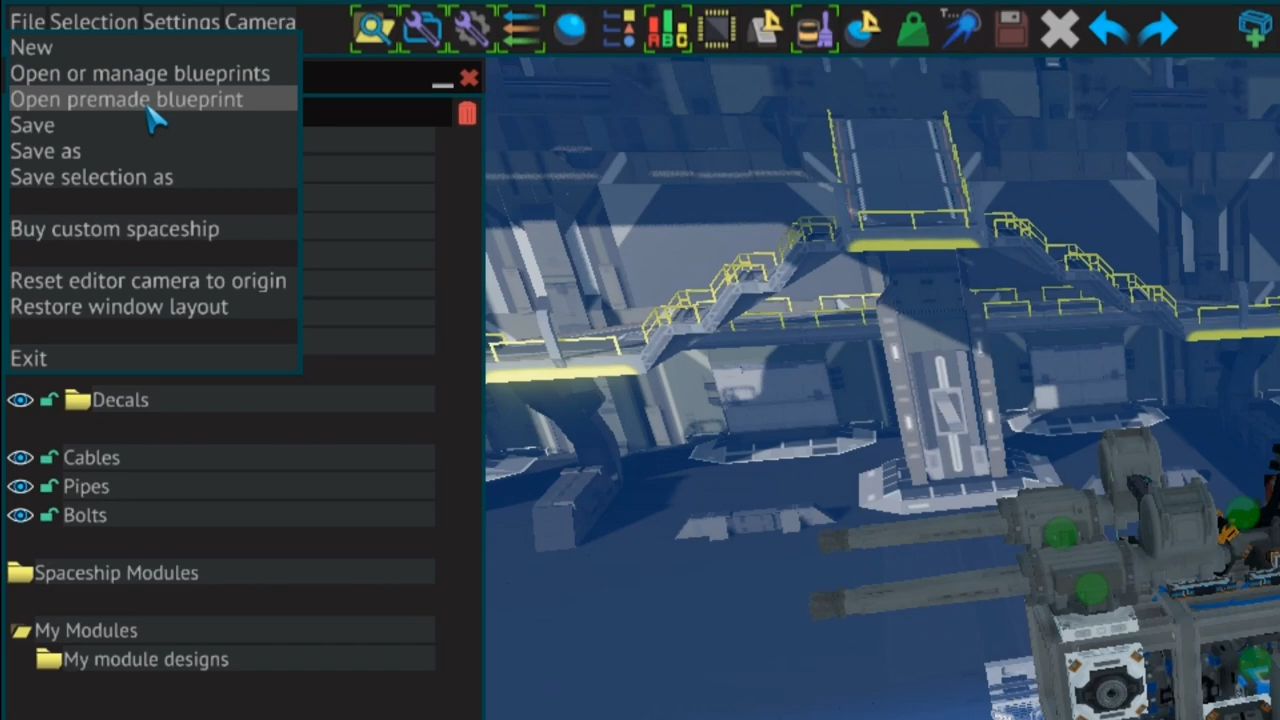 File Selection Settings Camera
ABC
T
New
Open or manage blueprints
Open premade blueprint
Save
Save as
Save selection as
Buy custom spaceship
Reset editor camera to origin
Restore window layout
Exit
Decals
Cables
Pipes
Bolts
Spaceship Modules
My Modules
My module designs